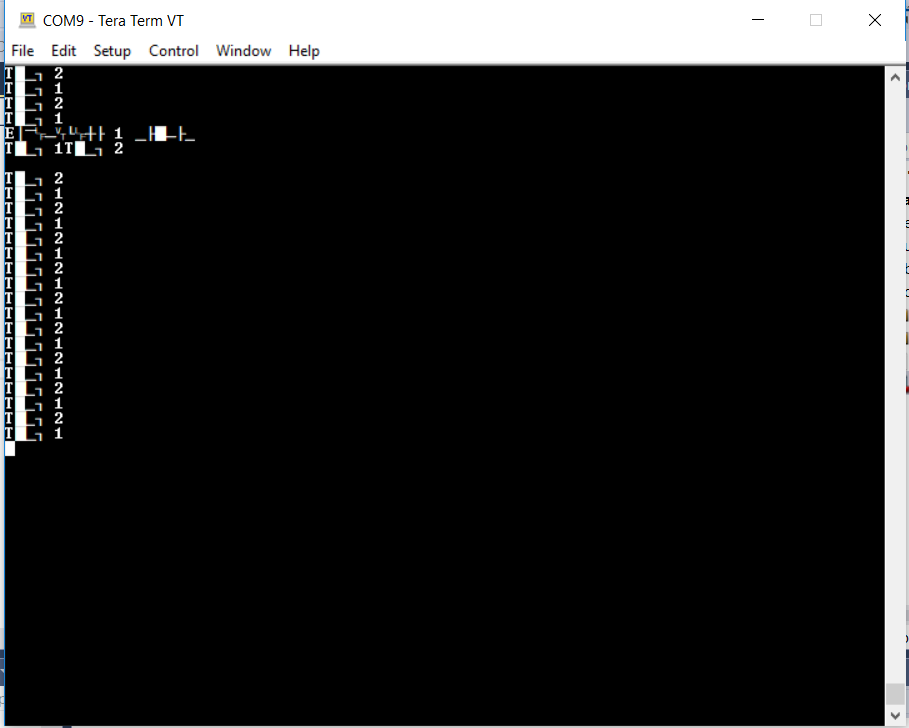 COM9 - Tera Term VT
File Edit Setup Control Window Help
T█_┐ 2
T█_┐ 1
T█_┐ 2
T█_┐ 1
1 _├█_├_
T█_┐ 1T█_┐ 2
T█_┐ 2
T█_┐ 1
T█_┐ 2
T█_┐ 1
T█_┐ 2
T█_┐ 1
T█_┐ 2
T█_┐ 1
T█_┐ 2
T█_┐ 1
T█_┐ 2
T█_┐ 1
T█_┐ 2
T█_┐ 1
T█_┐ 2
T█_┐ 1
T█_┐ 2
T█_┐ 1